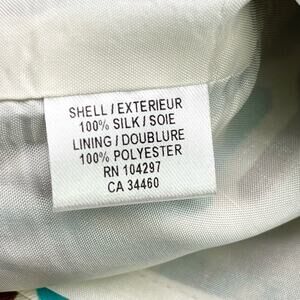 SHELL / EXTERIEUR
100% SILK / SOIE
LINING / DOUBLURE
100% POLYESTER
RN 104297
CA 34460